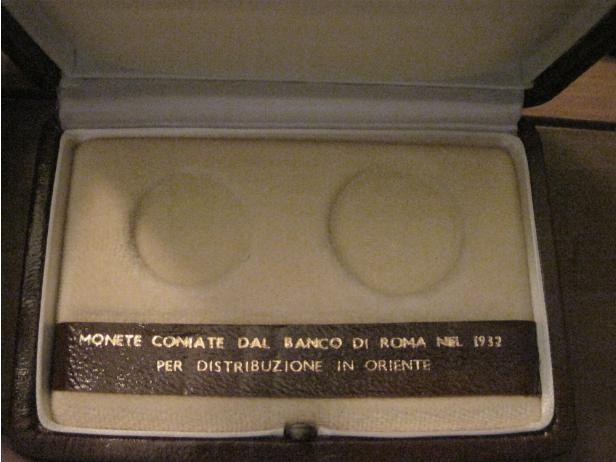 MONETE CONIATE DAL BANCO DI ROMA NEL 1932
PER DISTRIBUZIONE IN ORIENTE